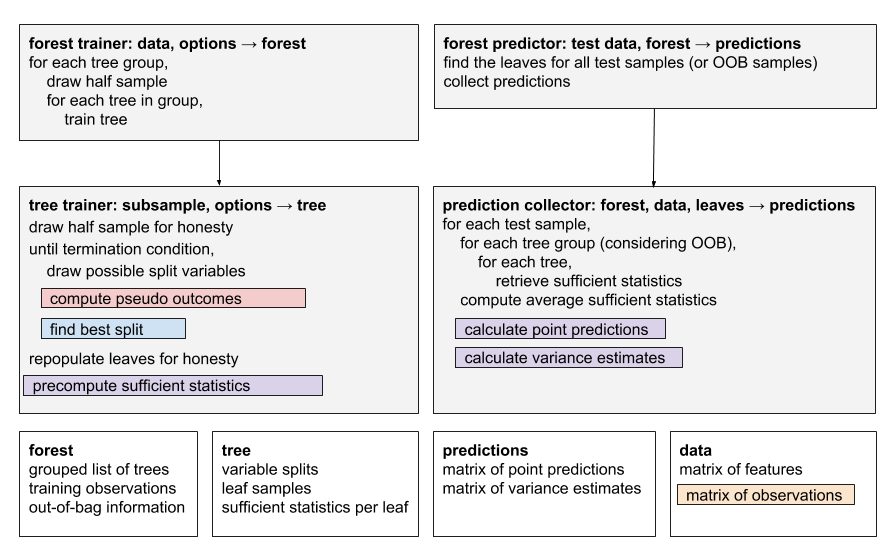 forest trainer: data, options → forest
for each tree group,
draw half sample
for each tree in group,
train tree
forest predictor: test data, forest → predictions
find the leaves for all test samples (or OOB samples)
collect predictions
tree trainer: subsample, options → tree
draw half sample for honesty
until termination condition,
draw possible split variables
compute pseudo outcomes
find best split
repopulate leaves for honesty
precompute sufficient statistics
prediction collector: forest, data, leaves → predictions
for each test sample,
for each tree group (considering OOB),
for each tree,
retrieve sufficient statistics
compute average sufficient statistics
calculate point predictions
calculate variance estimates
forest
grouped list of trees
training observations
out-of-bag information
tree
variable splits
leaf samples
sufficient statistics per leaf
predictions
matrix of point predictions
matrix of variance estimates
data
matrix of features
matrix of observations